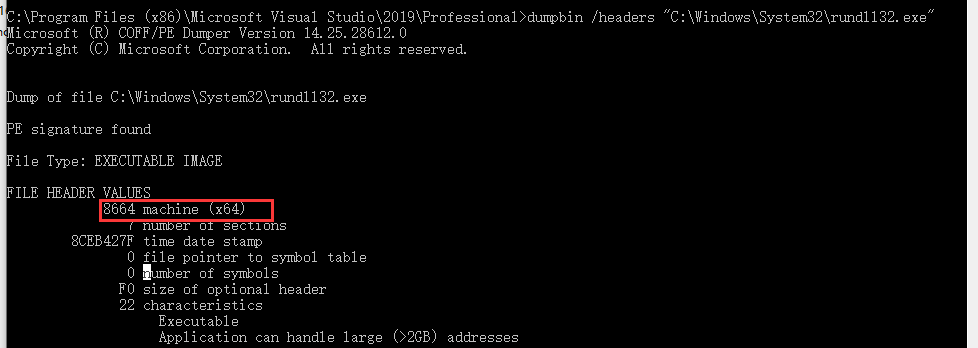 C:\Program Files (x86)\Microsoft Visual Studio\2019\Professional>dumpbin /headers "C:\Windows\System32\rundll32.exe"
Microsoft (R) COFF/PE Dumper Version 14.25.28612.0
Copyright (C) Microsoft Corporation.  All rights reserved.
Dump of file C:\Windows\System32\rundll32.exe
PE signature found
File Type: EXECUTABLE IMAGE
FILE HEADER VALUES
8664 machine (x64)
7 number of sections
8CEB427F time date stamp
0 file pointer to symbol table
0 number of symbols
F0 size of optional header
22 characteristics
Executable
Application can handle large (>2GB) addresses